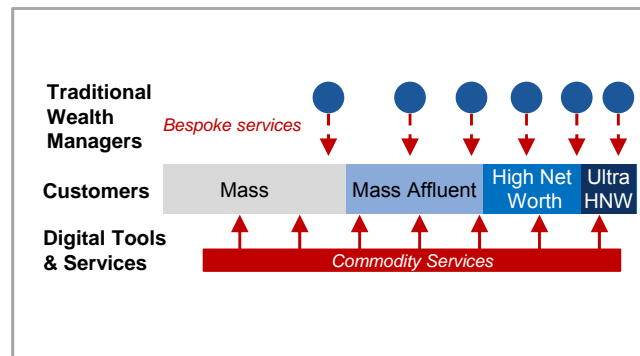 Traditional
Wealth
Managers
Bespoke services
Customers
Mass
Mass Affluent
High Net
Worth
Ultra
HNW
Digital Tools
& Services
Commodity Services